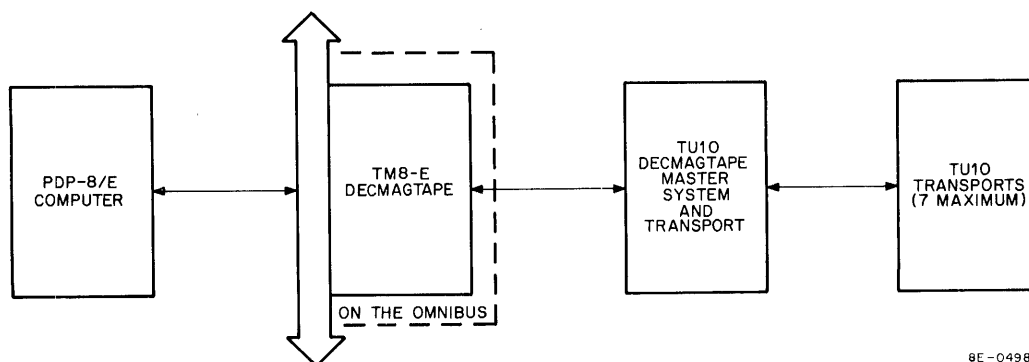 PDP-8/E
COMPUTER
TM8-E
DECMAGTAPE
ON THE OMNIBUS
TU10
DECMAGTAPE
MASTER
SYSTEM
AND
TRANSPORT
TU10
TRANSPORTS
(7 MAXIMUM)
8E-0498